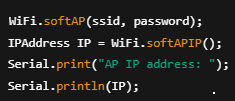 WiFi.softAP(ssid, password);
IPAddress IP = WiFi.softAPIP();
Serial.print("AP IP address: ");
Serial.println(IP);